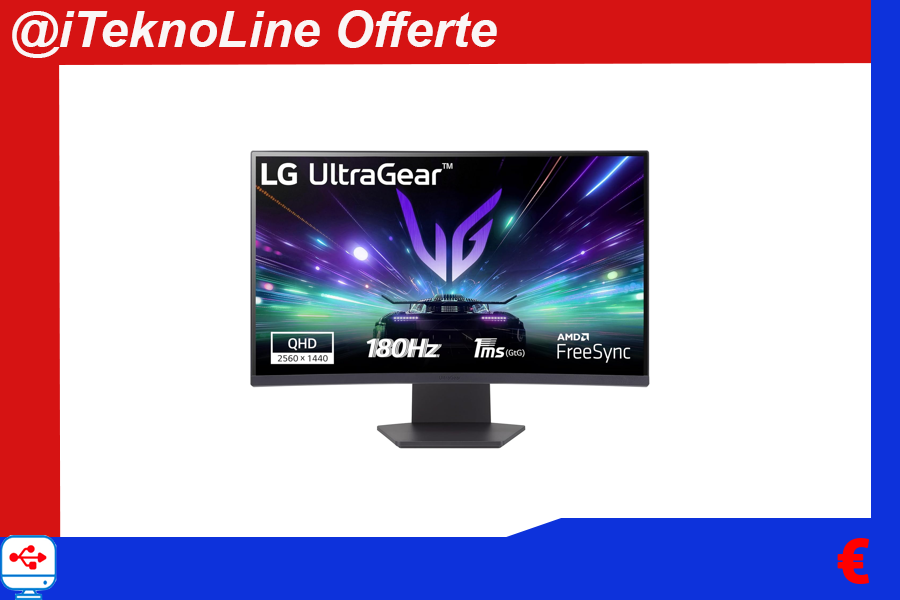 @iTeknoLine Offerte
LG UltraGear™
QHD
2560 × 1440
180Hz
1ms (GtG)
AMD
FreeSync
€